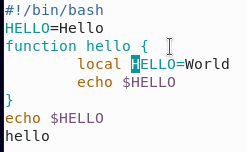 #!/bin/bash
HELLO=Hello
function hello {
        local HELLO=World
        echo $HELLO
}
echo $HELLO
hello